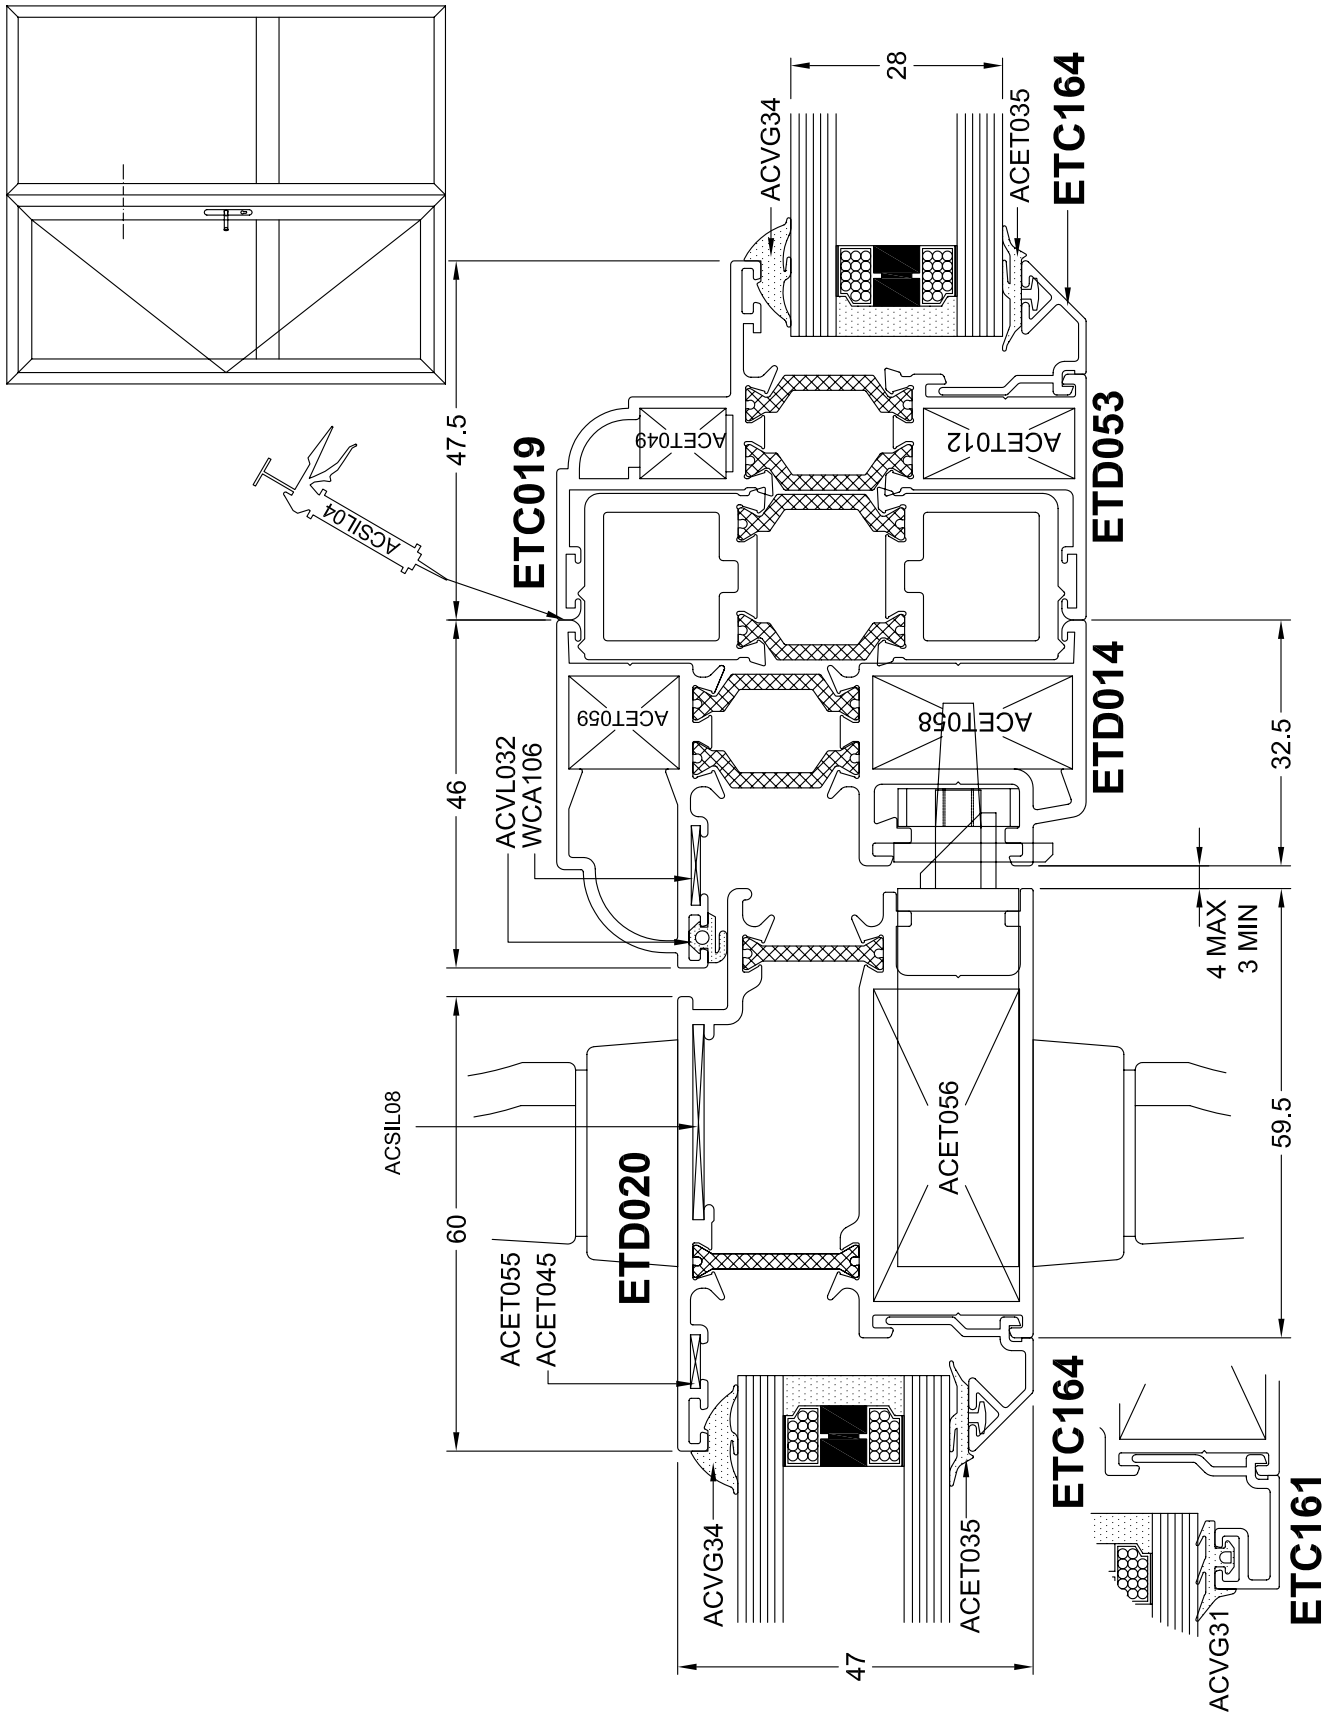 28
ACVG34
ACET035
ETC164
47.5
ACSIL04
ETC019
ACET049
ACET012
ETD053
46
ACVL032
WCA106
ACET059
ACET058
ETD014
32.5
4 MAX
3 MIN
ACSIL08
60
ACET055
ACET045
ETD020
ACET056
59.5
ACVG34
ACET035
47
ETC164
ACVG31
ETC161